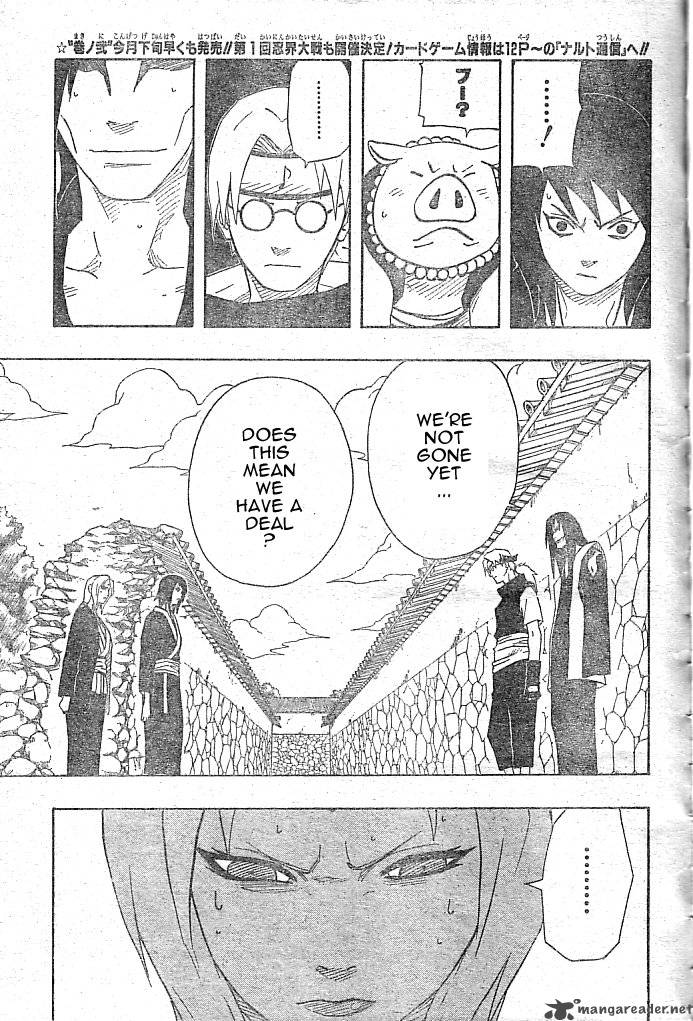 ☆"巻ノ弐"今月下旬早くも発売!!第1回忍界大戦も開催決定!カードゲーム情報は12P〜の『ナルト通信』へ!!
………!
ブー?
………
WE'RE
NOT
GONE
YET
...
DOES
THIS
MEAN
WE
HAVE A
DEAL
?
………
mangareader.net